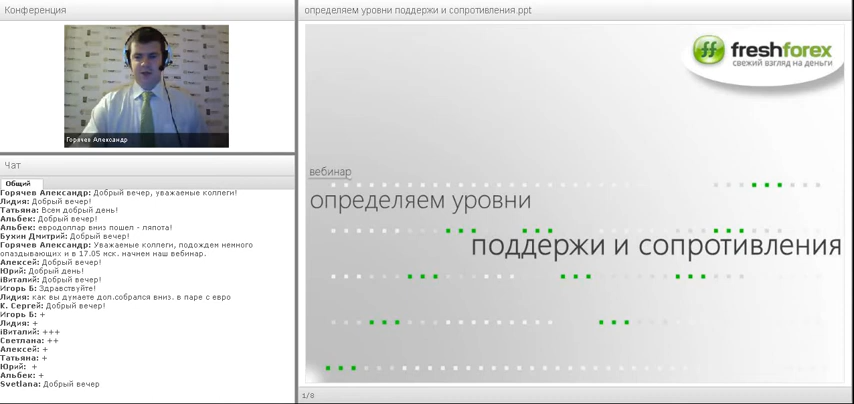 Конференция
Горячев Александр
Чат
Общий
Горячев Александр: Добрый вечер, уважаемые коллеги!
Лидия: Добрый вечер!
Татьяна: Всем добрый день!
Альбек: Добрый вечер!
Альбек: евродоллар вниз пошел - ляпота!
Бухин Дмитрий: Добрый вечер!
Горячев Александр: Уважаемые коллеги, подождем немного
опаздывающих и в 17.05 мск. начнем наш вебинар.
Алексей: Добрый вечер!
Юрий: Добрый день!
iВиталий: Добрый вечер!
Игорь Б: Здравствуйте!
Лидия: как вы думаете доп.собрался вниз. в паре с евро
К. Сергей: Добрый вечер!
Игорь Б: +
Лидия: +
iВиталий: +++
Светлана: ++
Алексей: +
Татьяна: +
Юрий: +
Альбек: +
Svetlana: Добрый вечер
определяем уровни поддержи и сопротивления.ppt
freshforex
свежий взгляд на деньги
вебинар
определяем уровни
поддержи и сопротивления
1/8